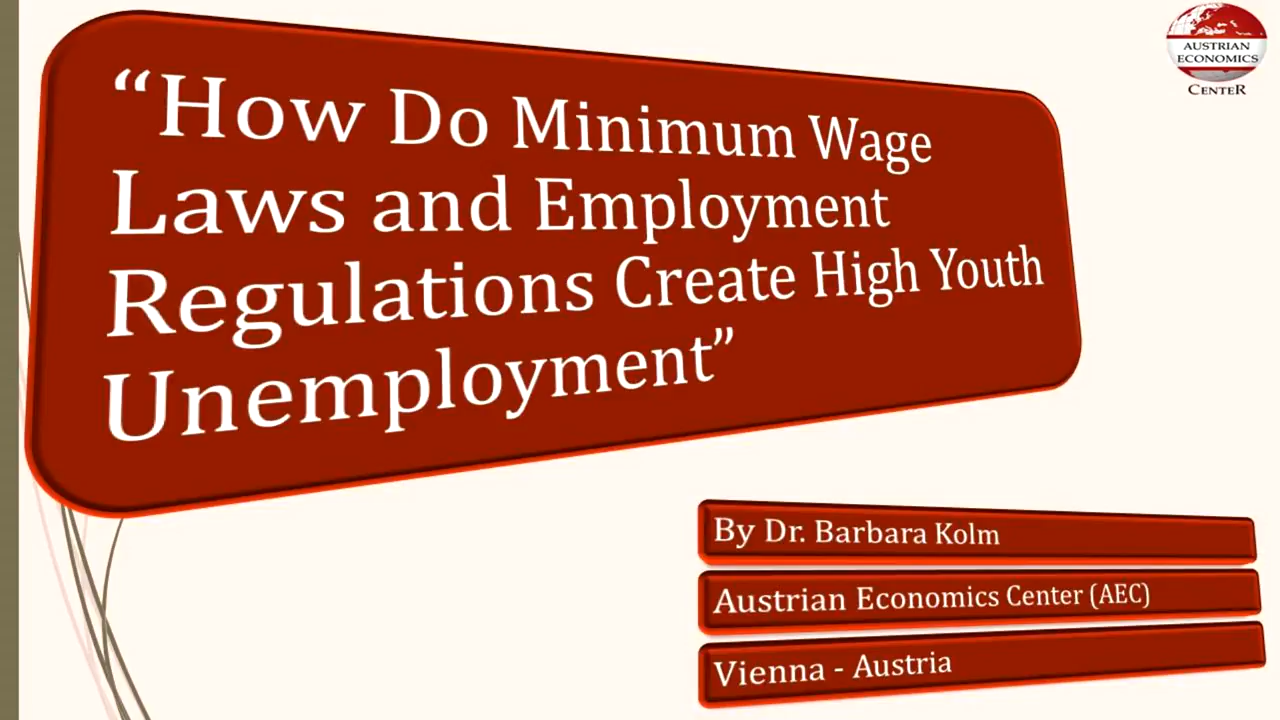 AUSTRIAN
ECONOMICS
CENTER
“How Do Minimum Wage
Laws and Employment
Regulations Create High Youth
Unemployment”
By Dr. Barbara Kolm
Austrian Economics Center (AEC)
Vienna - Austria